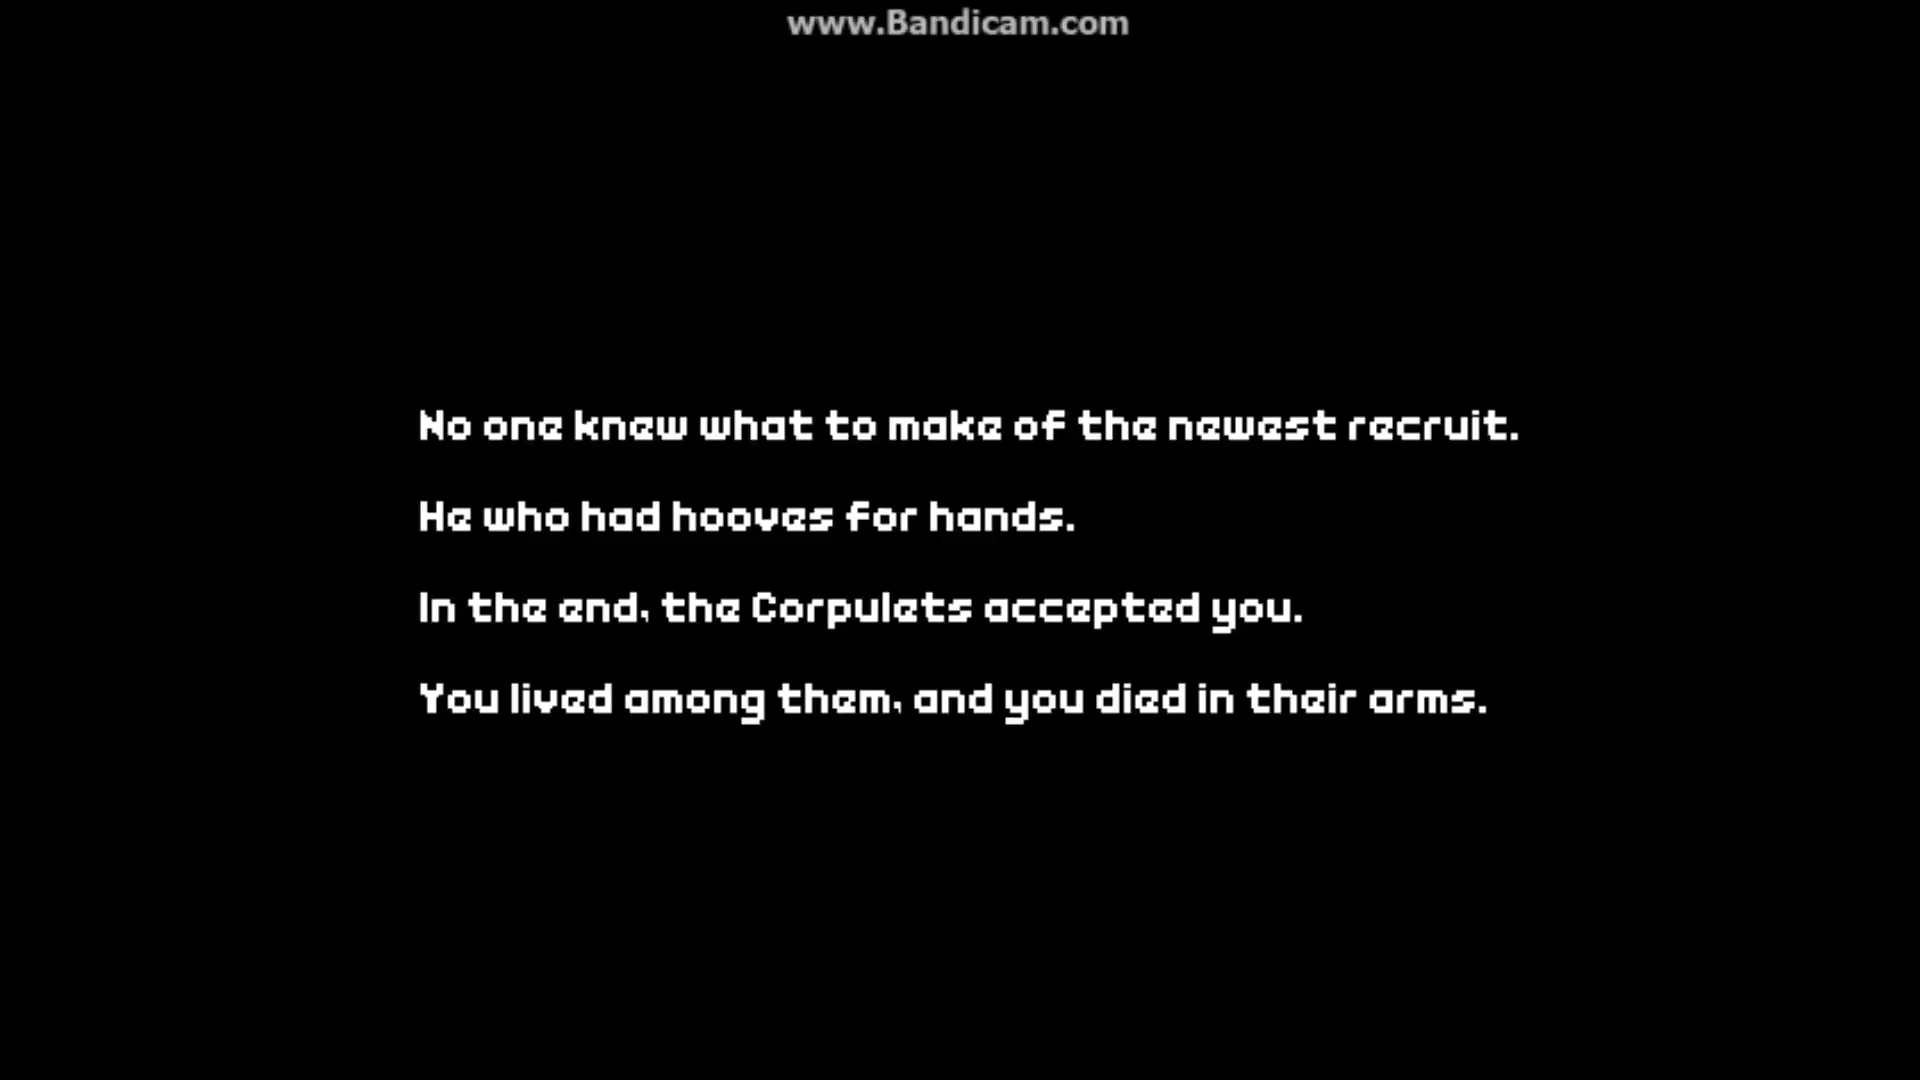 www.Bandicam.com
No one knew what to make of the newest recruit.
He who had hooves for hands.
In the end, the Corpulets accepted you.
You lived among them, and you died in their arms.